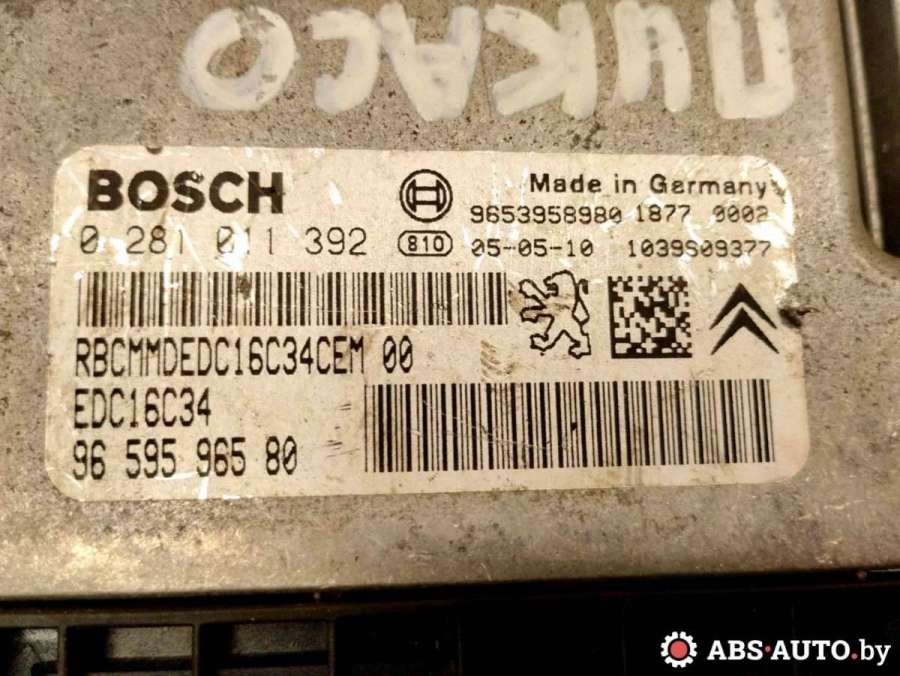 ПИКАСО
BOSCH
Made in Germany
9653958980 1877 0002
0 281 011 392
810
05-05-10 1039S09377
RBCMMDEDC16C34CEM 00
EDC16C34
96 595 965 80
ABS-AUTO.by